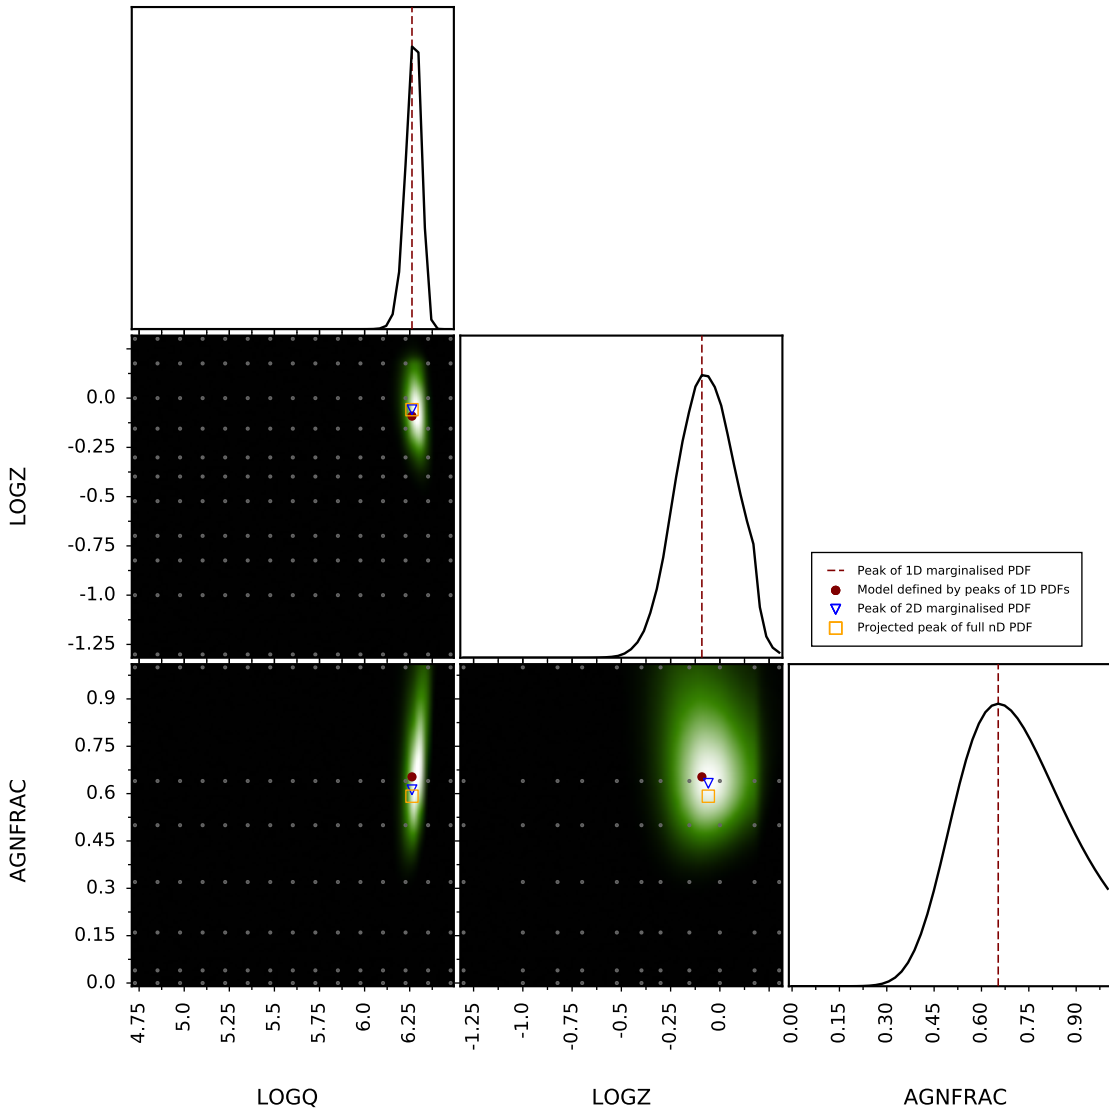 LOGZ
0.0
-0.25
-0.5
-0.75
-1.0
-1.25
Peak of 1D marginalised PDF
Model defined by peaks of 1D PDFs
Peak of 2D marginalised PDF
Projected peak of full nD PDF
AGNFRAC
0.9
0.75
0.6
0.45
0.3
0.15
0.0
4.75 5.0 5.25 5.5 5.75 6.0 6.25 -1.25 -1.0 -0.75 -0.5 -0.25 0.0 0.00 0.15 0.30 0.45 0.60 0.75 0.90
LOGQ LOGZ AGNFRAC